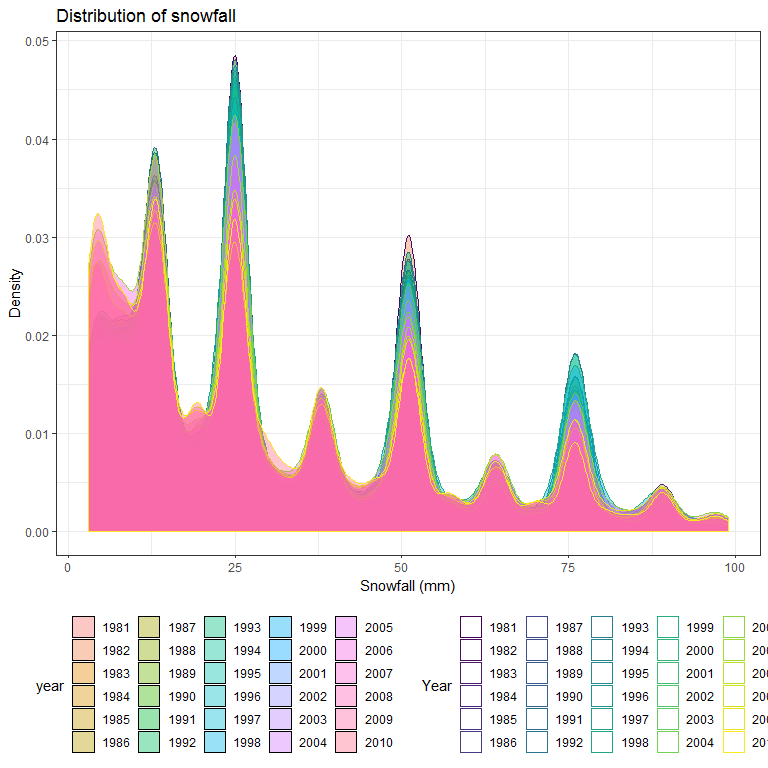 Distribution of snowfall
0.05
0.04
0.03
0.02
0.01
0.00
Density
0 25 50 75 100
Snowfall (mm)
year
1981 1987 1993 1999 2005
1982 1988 1994 2000 2006
1983 1989 1995 2001 2007
1984 1990 1996 2002 2008
1985 1991 1997 2003 2009
1986 1992 1998 2004 2010
Year
1981 1987 1993 1999
1982 1988 1994 2000
1983 1989 1995 2001
1984 1990 1996 2002
1985 1991 1997 2003
1986 1992 1998 2004